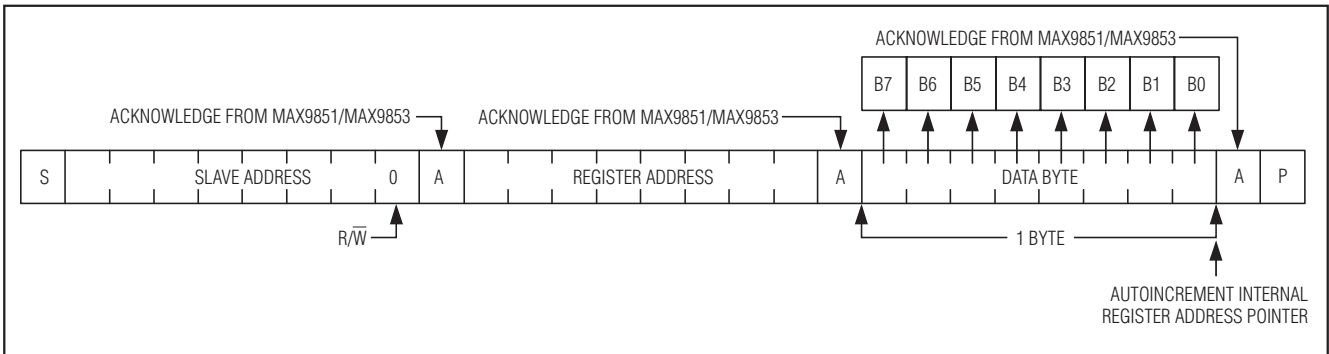 ACKNOWLEDGE FROM MAX9851/MAX9853
B7 B6 B5 B4 B3 B2 B1 B0
ACKNOWLEDGE FROM MAX9851/MAX9853
ACKNOWLEDGE FROM MAX9851/MAX9853
S SLAVE ADDRESS 0 A REGISTER ADDRESS A DATA BYTE A P
R/W̅
1 BYTE
AUTOINCREMENT INTERNAL
REGISTER ADDRESS POINTER